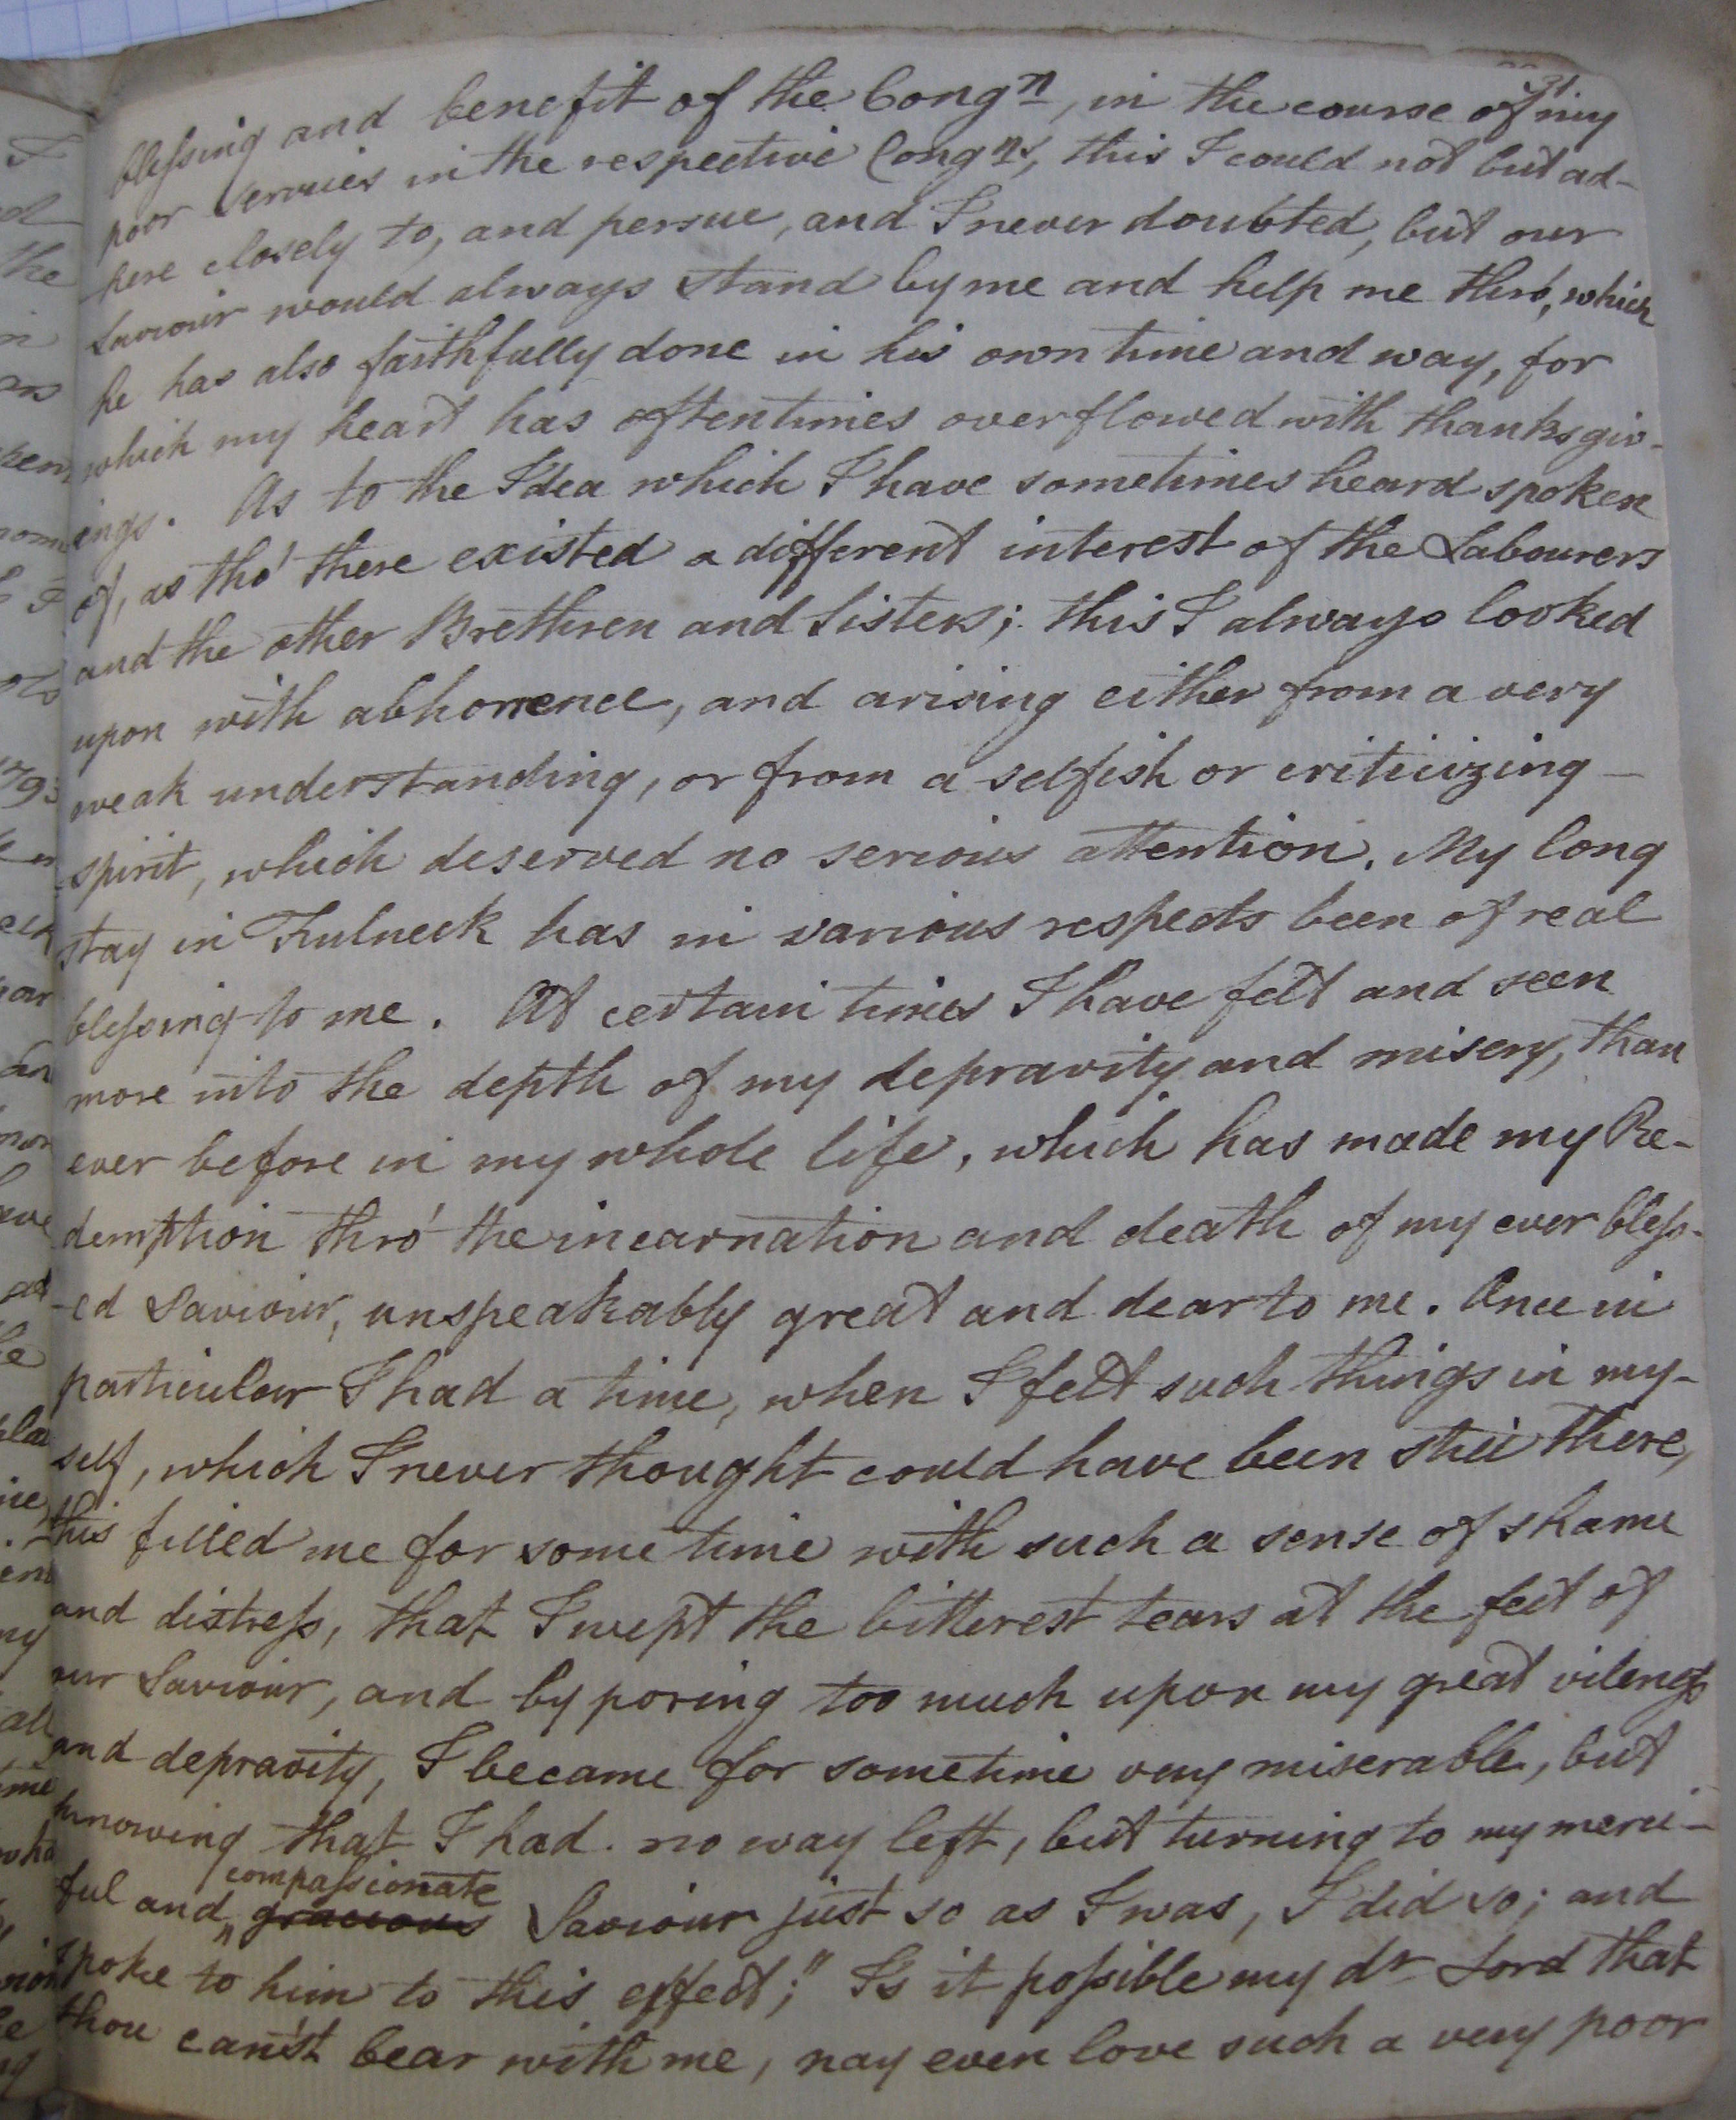 31
blessing and benefit of the Congn, in the course of my
poor Services in the respective Congns, this I could not but ad-
here closely to, and persue, and I never doubted, but our
Saviour would always stand by me and help me thro', which
he has also faithfully done in his own time and way, for
which my heart has oftentimes overflowed with thanksgiv-
ings. As to the Idea which I have sometimes heard spoken
of, as tho' there existed a different interest of the Labourers
and the other Brethren and Sisters; this I always looked
upon with abhorrence, and arising either from a very
weak understanding, or from a selfish or criticizing
spirit, which deserved no serious attention. My long
stay in Fulneck has in various respects been of real
blessing to me. At certain times I have felt and seen
more into the depth of my depravity and misery, than
ever before in my whole life, which has made my Re-
demption thro' the incarnation and death of my ever bless-
-ed Saviour, unspeakably great and dear to me. Once in
particular I had a time, when I felt such things in my-
self, which I never thought could have been still there,
this filled me for some time with such a sense of shame
and distress, that I wept the bitterest tears at the feet of
our Saviour, and by poring too much upon my great vileness
and depravity, I became for sometime very miserable, but
knowing that I had no way left, but turning to my merci-
compassionate
ful and gracious Saviour just so as I was, I did so; and
spoke to him to this effect; "Is it possible my dr Lord that
thou can'st bear with me, nay even love such a very poor